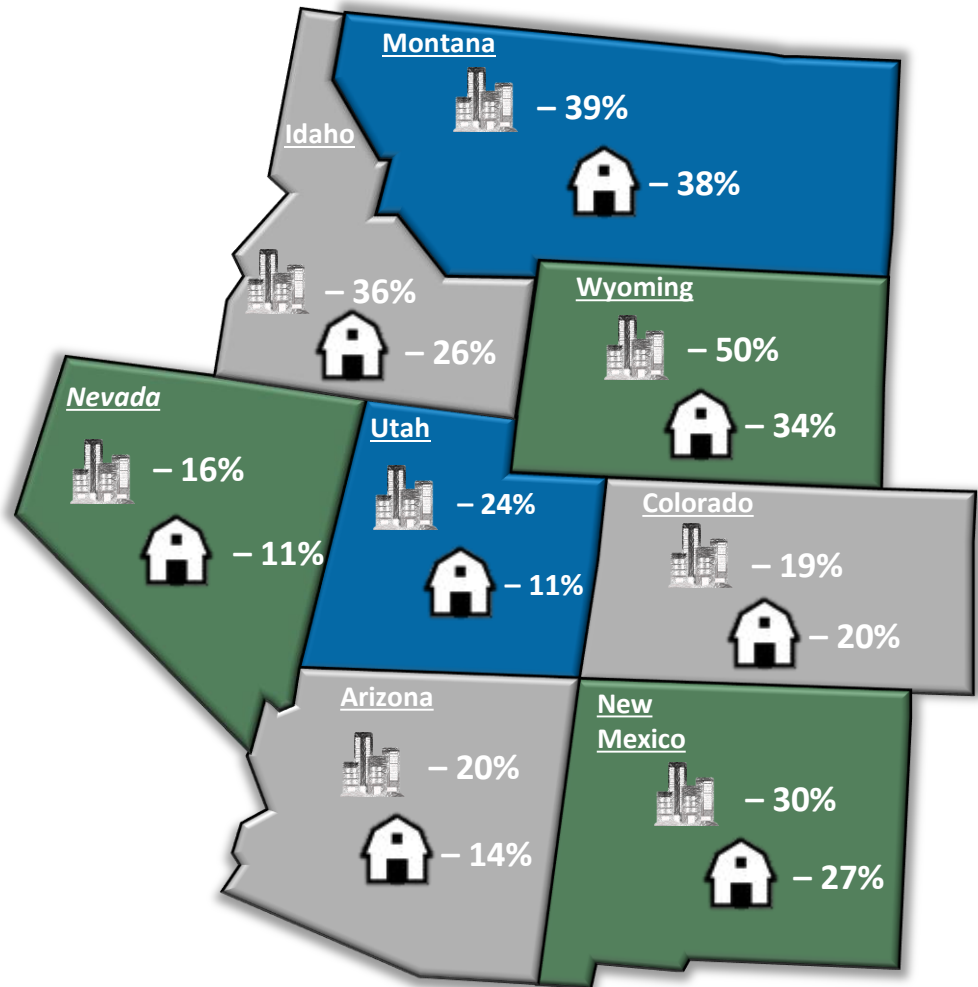 Montana
– 39%
– 38%
Idaho
– 36%
– 26%
Wyoming
– 50%
– 34%
Nevada
– 16%
– 11%
Utah
– 24%
– 11%
Colorado
– 19%
– 20%
Arizona
– 20%
– 14%
New
Mexico
– 30%
– 27%